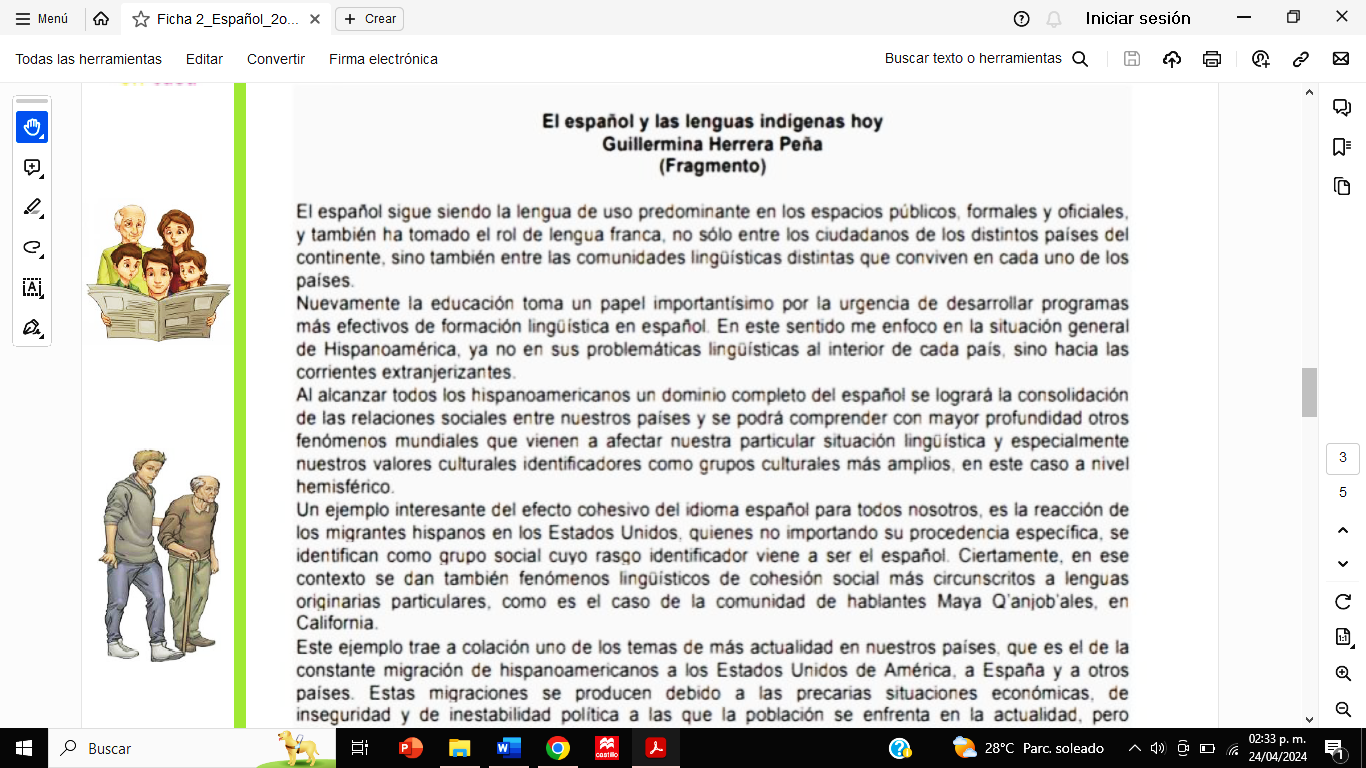 Menú
Ficha 2_Español_2o...
Crear
Iniciar sesión
Todas las herramientas
Editar
Convertir
Firma electrónica
Buscar texto o herramientas
El español y las lenguas indígenas hoy
Guillermina Herrera Peña
(Fragmento)
El español sigue siendo la lengua de uso predominante en los espacios públicos, formales y oficiales,
y también ha tomado el rol de lengua franca, no sólo entre los ciudadanos de los distintos países del
continente, sino también entre las comunidades lingüísticas distintas que conviven en cada uno de los
países.
Nuevamente la educación toma un papel importantísimo por la urgencia de desarrollar programas
más efectivos de formación lingüística en español. En este sentido me enfoco en la situación general
de Hispanoamérica, ya no en sus problemáticas lingüísticas al interior de cada país, sino hacia las
corrientes extranjerizantes.
Al alcanzar todos los hispanoamericanos un dominio completo del español se logrará la consolidación
de las relaciones sociales entre nuestros países y se podrá comprender con mayor profundidad otros
fenómenos mundiales que vienen a afectar nuestra particular situación lingüística y especialmente
nuestros valores culturales identificadores como grupos culturales más amplios, en este caso a nivel
hemisférico.
Un ejemplo interesante del efecto cohesivo del idioma español para todos nosotros, es la reacción de
los migrantes hispanos en los Estados Unidos, quienes no importando su procedencia específica, se
identifican como grupo social cuyo rasgo identificador viene a ser el español. Ciertamente, en ese
contexto se dan también fenómenos lingüísticos de cohesión social más circunscritos a lenguas
originarias particulares, como es el caso de la comunidad de hablantes Maya Q'anjob'ales, en
California.
Este ejemplo trae a colación uno de los temas de más actualidad en nuestros países, que es el de la
constante migración de hispanoamericanos a los Estados Unidos de América, a España y a otros
países. Estas migraciones se producen debido a las precarias situaciones económicas, de
inseguridad y de inestabilidad política a las que la población se enfrenta en la actualidad, pero
3
5
1:1
Buscar
castillo
28°C Parc. soleado
02:33 p. m.
24/04/2024
1